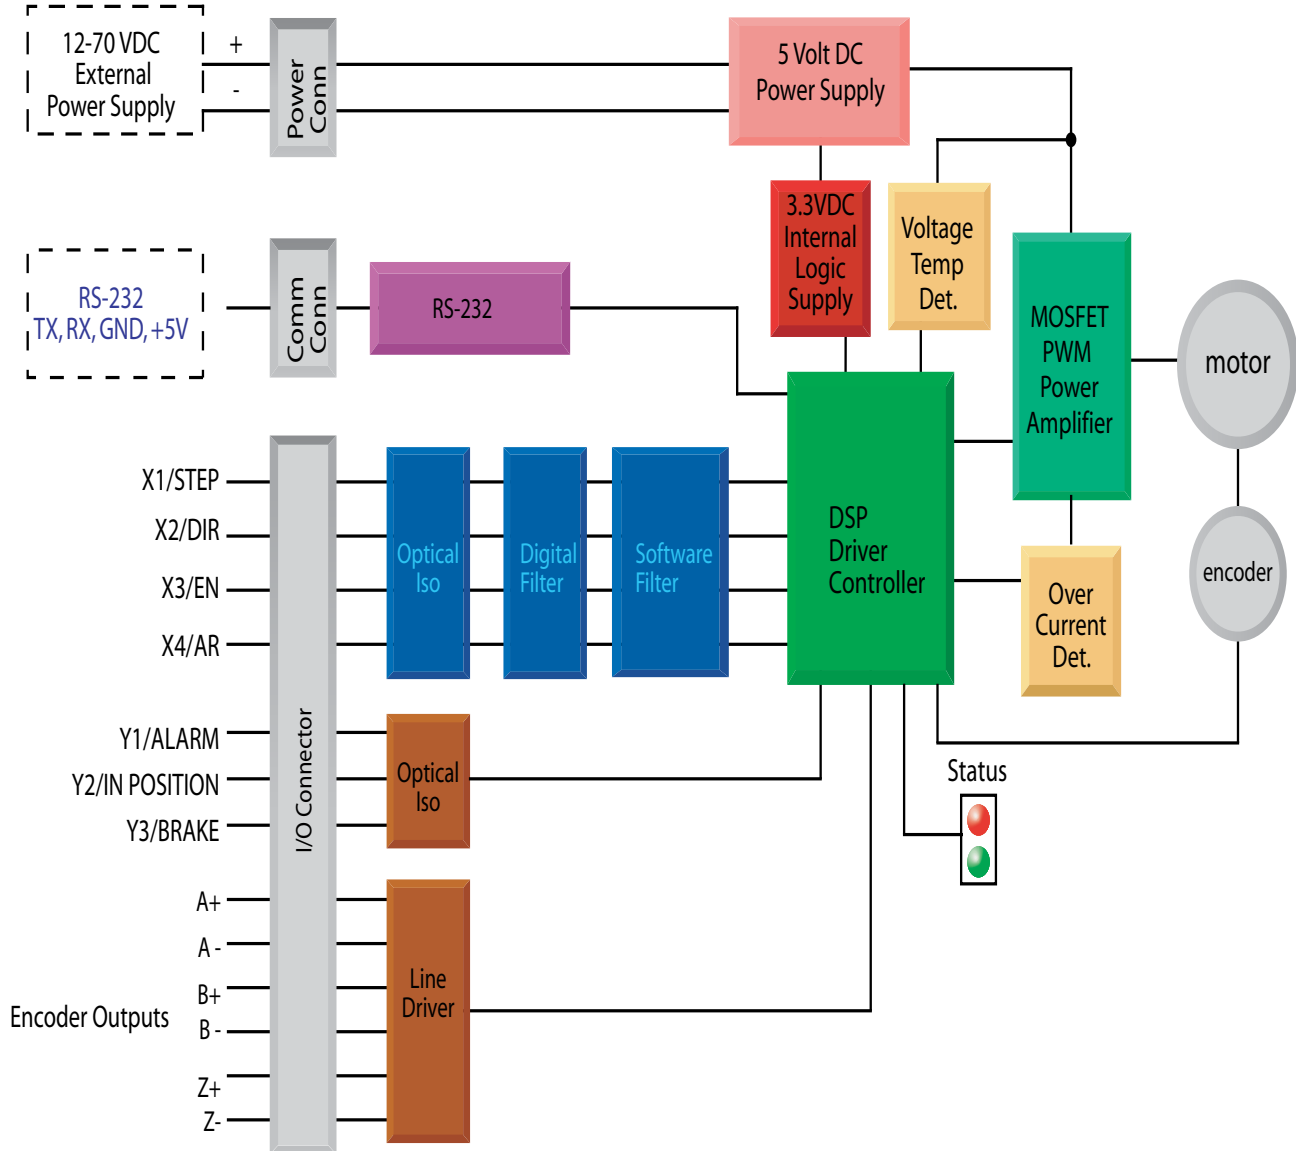 12-70 VDC
External
Power Supply
+
-
Power
Conn
5 Volt DC
Power Supply
3.3VDC
Internal
Logic
Supply
Voltage
Temp
Det.
RS-232
TX, RX, GND, +5V
Comm
Conn
RS-232
MOSFET
PWM
Power
Amplifier
motor
encoder
X1/STEP
X2/DIR
X3/EN
X4/AR
Optical
Iso
Digital
Filter
Software
Filter
DSP
Driver
Controller
Over
Current
Det.
I/O Connector
Y1/ALARM
Y2/IN POSITION
Y3/BRAKE
Optical
Iso
Status
A+
A -
B+
B -
Z+
Z-
Encoder Outputs
Line
Driver